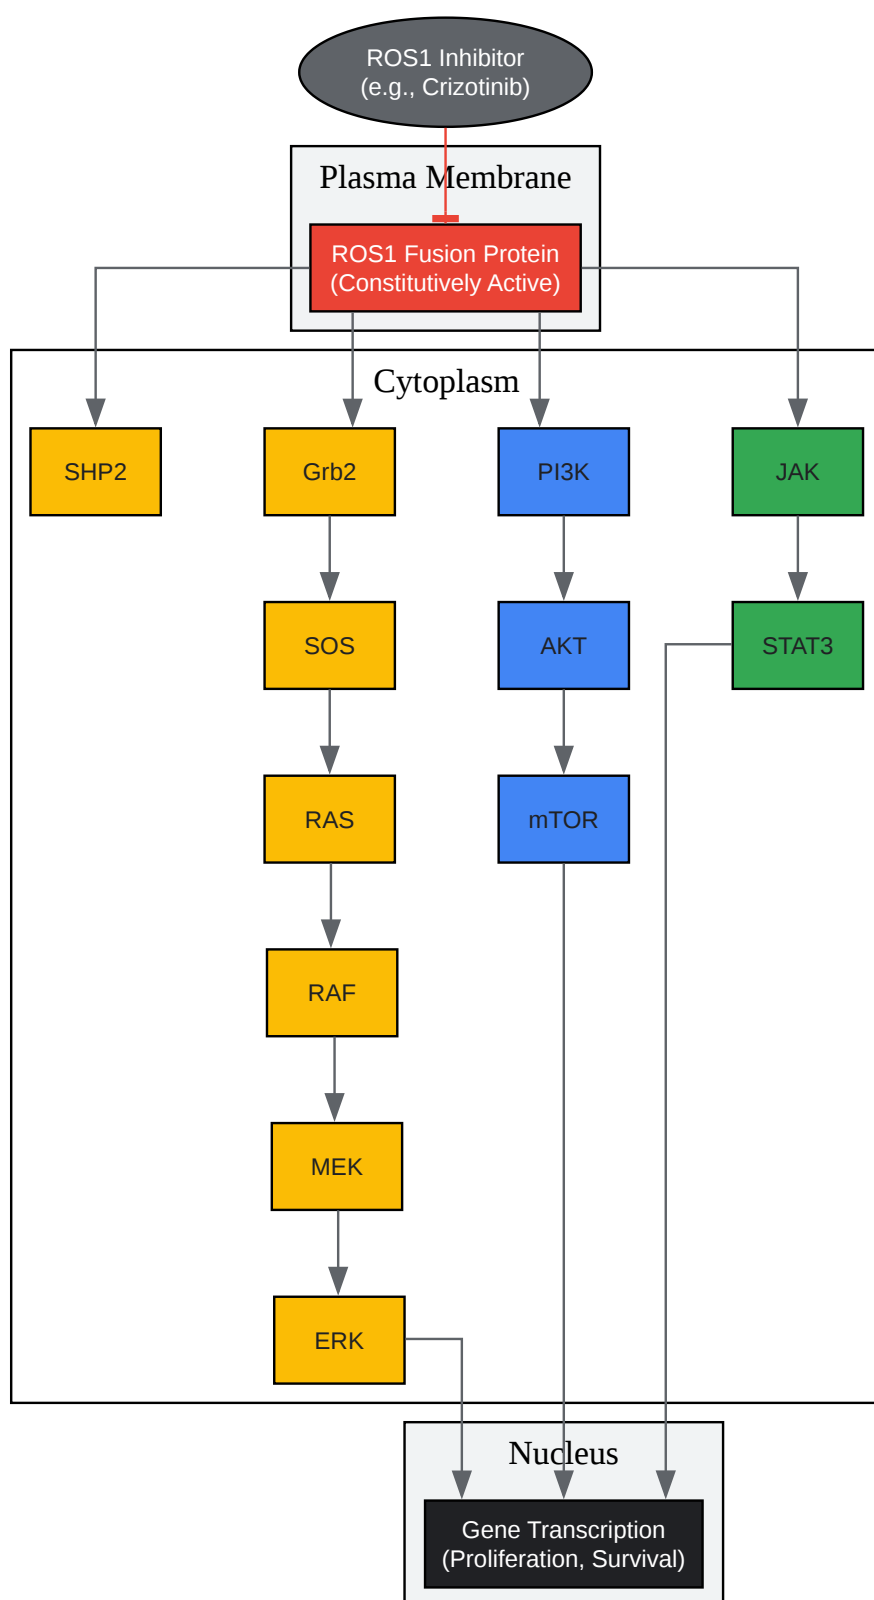 ROS1 Inhibitor
(e.g., Crizotinib)
Plasma Membrane
ROS1 Fusion Protein
(Constitutively Active)
Cytoplasm
SHP2
Grb2
PI3K
JAK
SOS
AKT
STAT3
RAS
mTOR
RAF
MEK
ERK
Nucleus
Gene Transcription
(Proliferation, Survival)